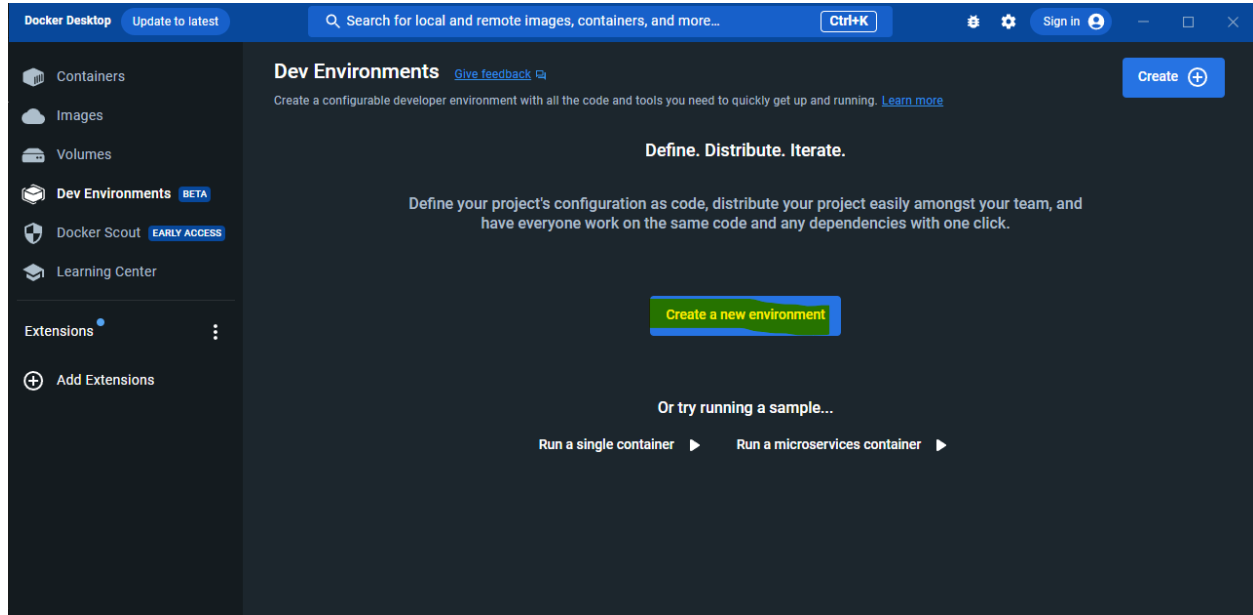 Docker Desktop Update to latest Search for local and remote images, containers, and more... Ctrl+K Sign in
Containers
Images
Volumes
Dev Environments BETA
Docker Scout EARLY ACCESS
Learning Center
Extensions
Add Extensions
Dev Environments Give feedback
Create
Create a configurable developer environment with all the code and tools you need to quickly get up and running. Learn more
Define. Distribute. Iterate.
Define your project's configuration as code, distribute your project easily amongst your team, and
have everyone work on the same code and any dependencies with one click.
Create a new environment
Or try running a sample...
Run a single container Run a microservices container